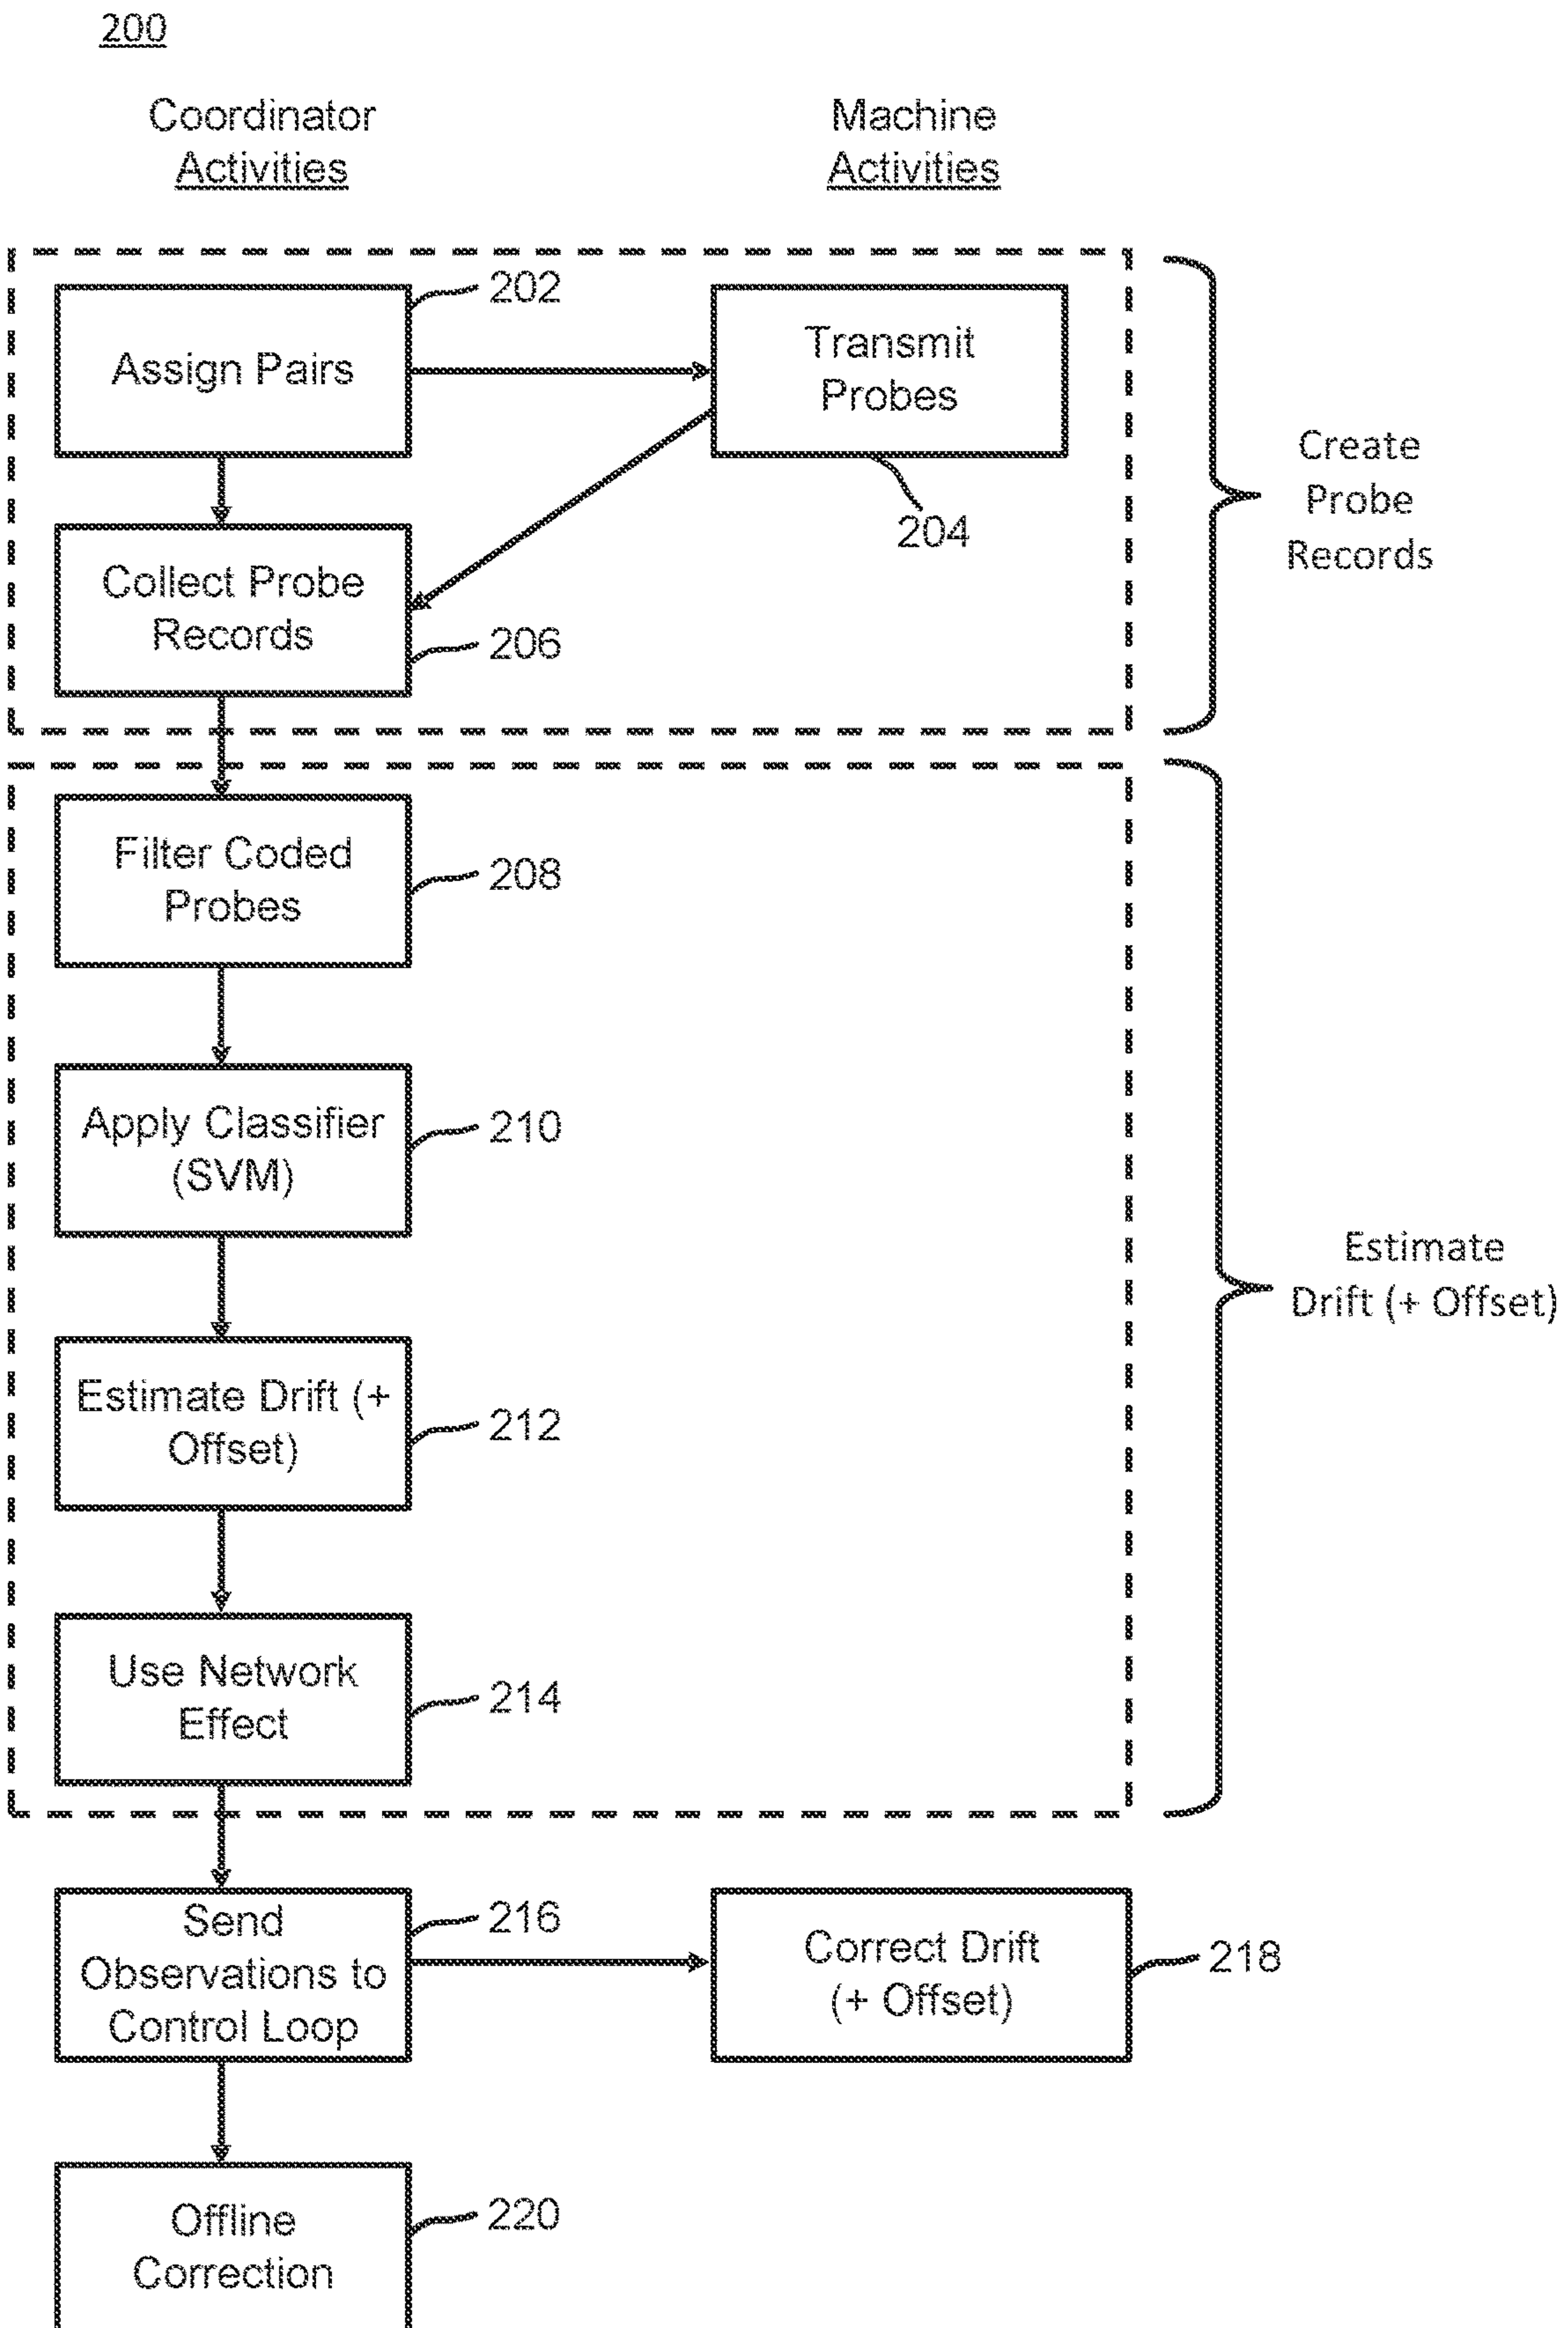 200
Coordinator
Activities
Machine
Activities
202
Assign Pairs
Transmit
Probes
204
Create
Probe
Records
Collect Probe
Records
206
Filter Coded
Probes
208
Apply Classifier
(SVM)
210
Estimate
Drift (+ Offset)
Estimate Drift (+
Offset)
212
Use Network
Effect
214
Send
Observations to
Control Loop
216
Correct Drift
(+ Offset)
218
Offline
Correction
220